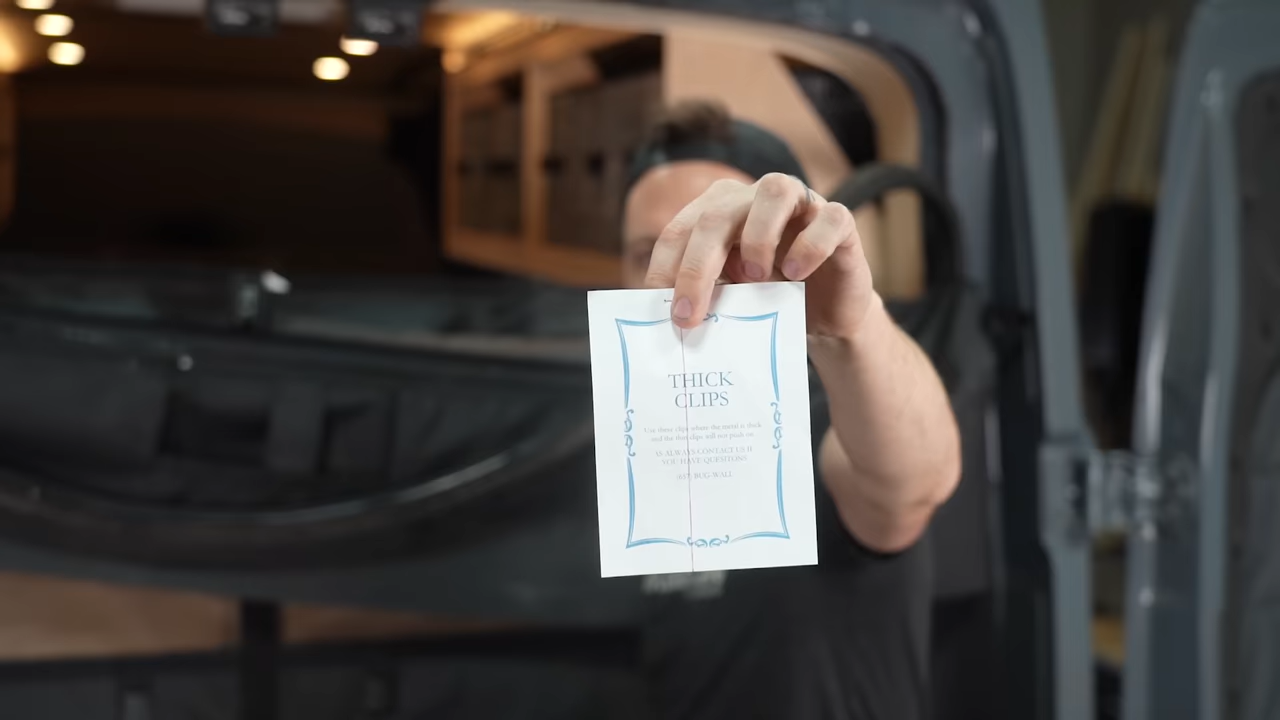 THICK
CLIPS
Use these clips where the metal is thick
and the thin clips will not push on.
AS ALWAYS CONTACT US IF
YOU HAVE QUESITONS
BUG-WALL